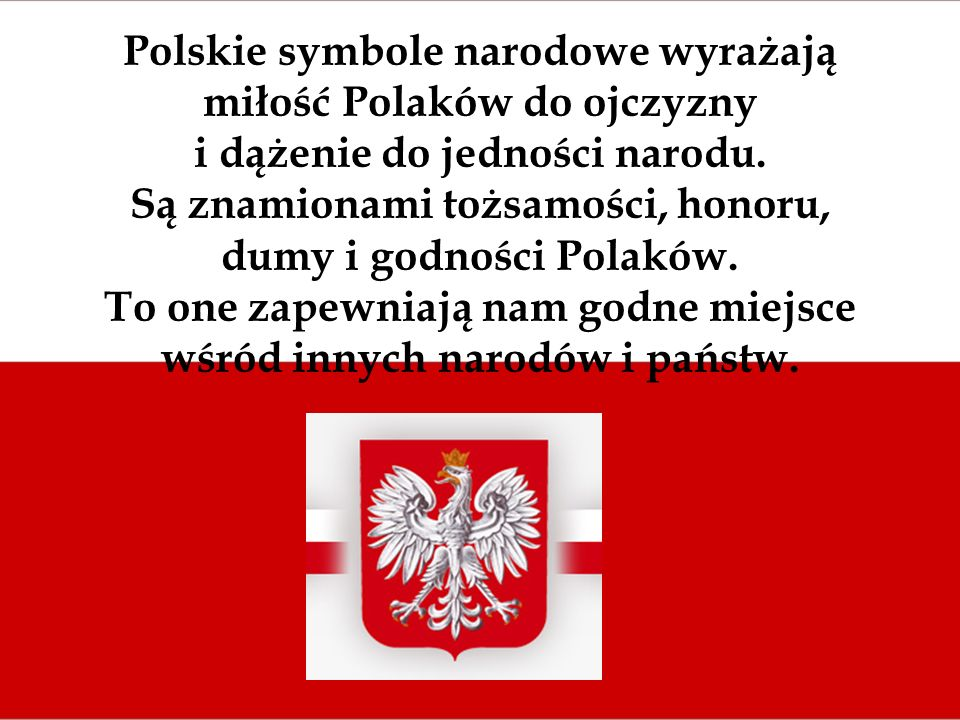 Polskie symbole narodowe wyrażają
miłość Polaków do ojczyzny
i dążenie do jedności narodu.
Są znamionami tożsamości, honoru,
dumy i godności Polaków.
To one zapewniają nam godne miejsce
wśród innych narodów i państw.